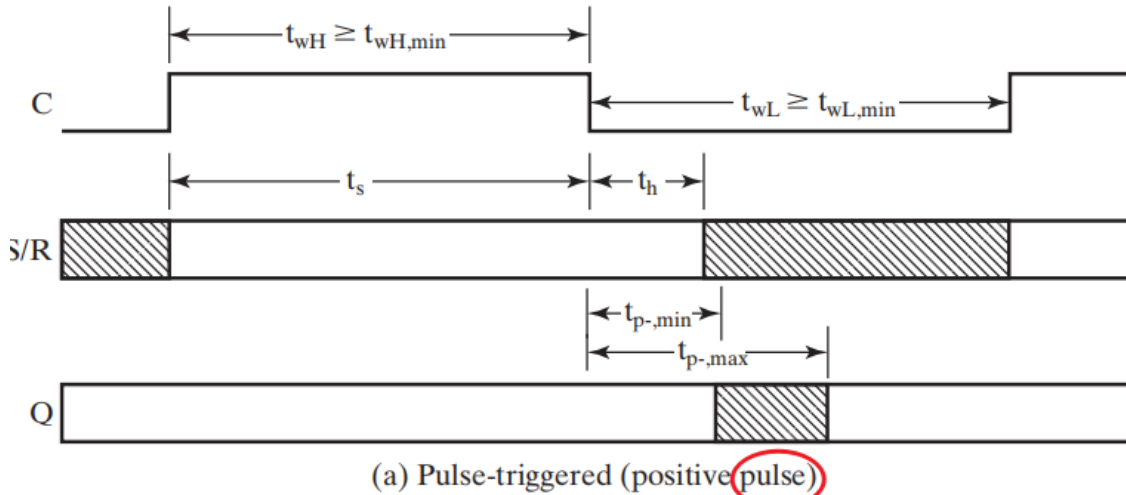 t_wH ≥ t_wH,min
C
t_wL ≥ t_wL,min
t_s
t_h
S/R
t_p-,min
t_p-,max
Q
(a) Pulse-triggered (positive pulse)